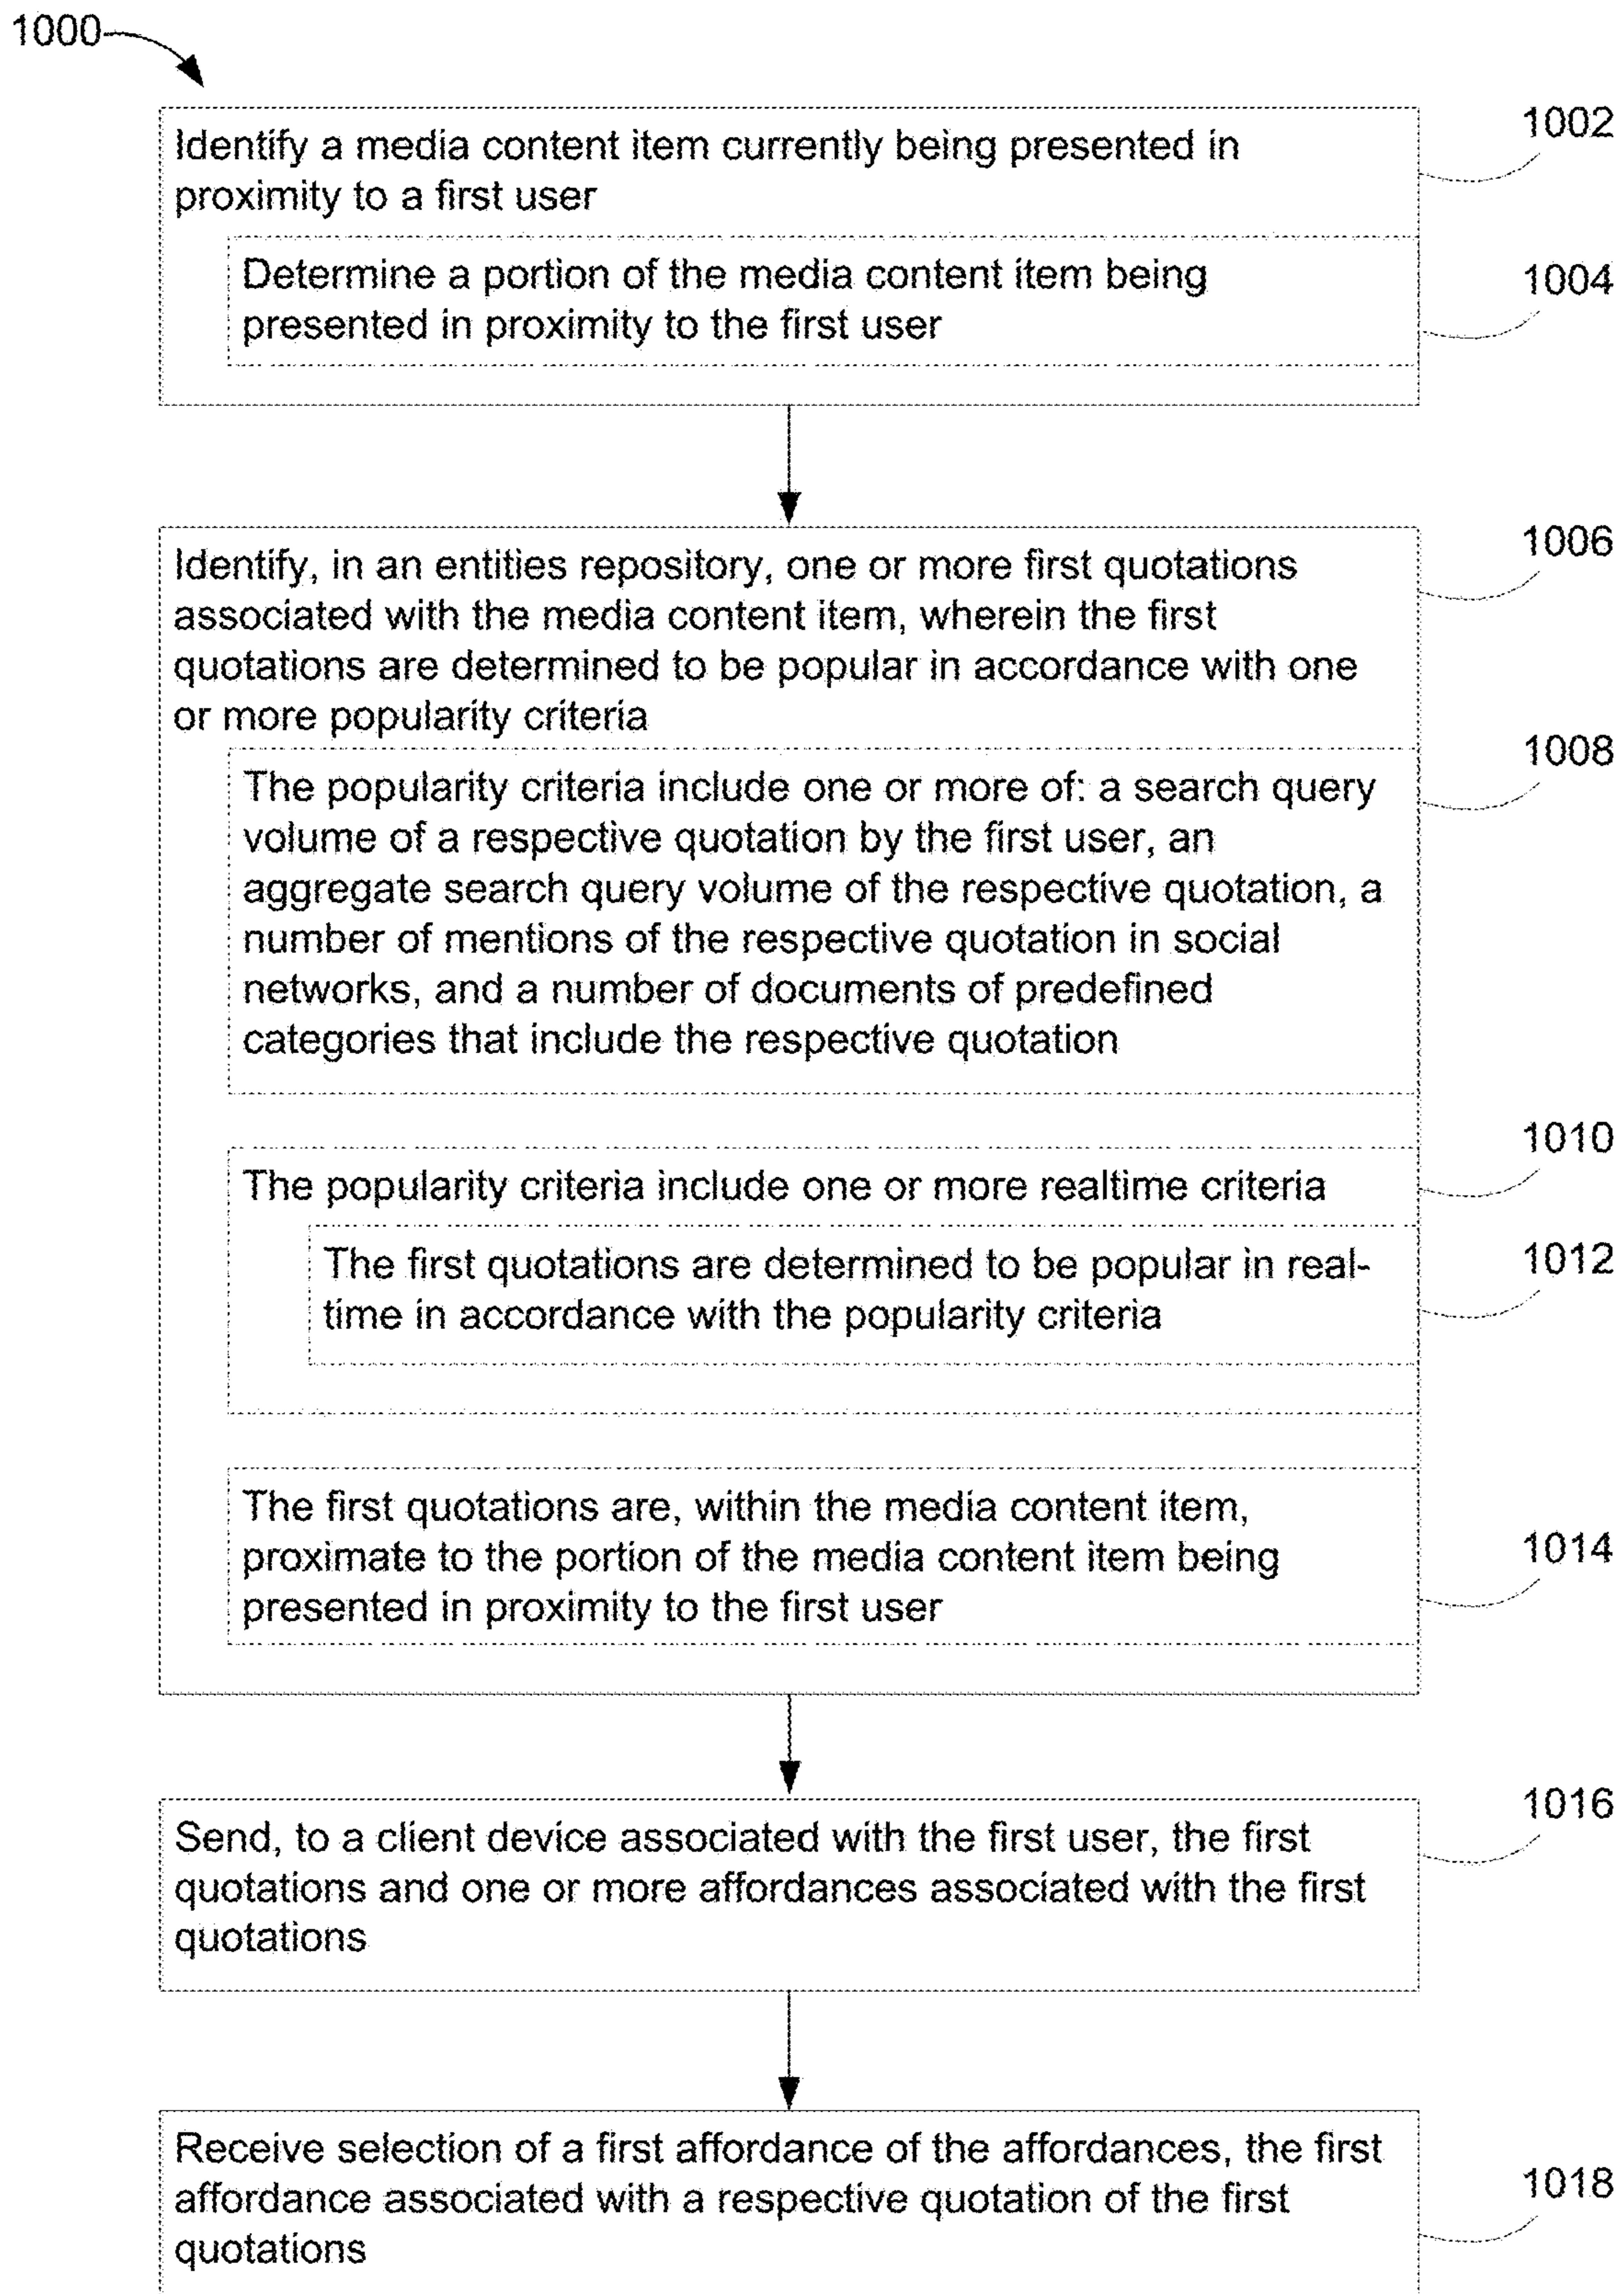 1000
Identify a media content item currently being presented in
proximity to a first user
1002
Determine a portion of the media content item being
presented in proximity to the first user
1004
Identify, in an entities repository, one or more first quotations
associated with the media content item, wherein the first
quotations are determined to be popular in accordance with one
or more popularity criteria
1006
The popularity criteria include one or more of: a search query
volume of a respective quotation by the first user, an
aggregate search query volume of the respective quotation, a
number of mentions of the respective quotation in social
networks, and a number of documents of predefined
categories that include the respective quotation
1008
The popularity criteria include one or more realtime criteria
1010
The first quotations are determined to be popular in real-
time in accordance with the popularity criteria
1012
The first quotations are, within the media content item,
proximate to the portion of the media content item being
presented in proximity to the first user
1014
Send, to a client device associated with the first user, the first
quotations and one or more affordances associated with the first
quotations
1016
Receive selection of a first affordance of the affordances, the first
affordance associated with a respective quotation of the first
quotations
1018